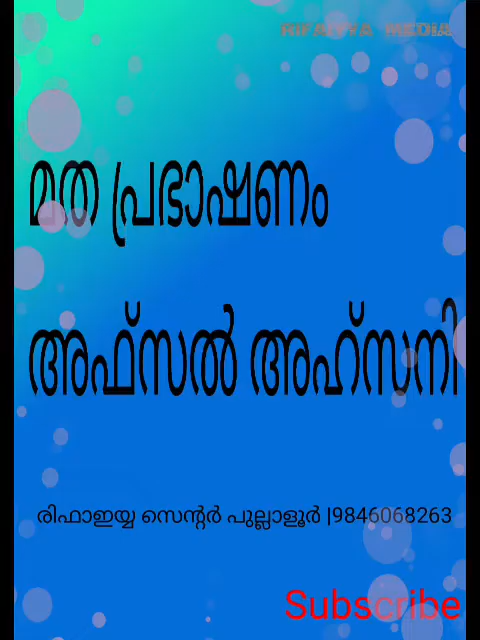 RIFAIYYA MEDIA
മത പ്രഭാഷണം
അഫ്സൽ അഹ്സനി
രിഫാഇയ്യ സെന്റർ പുല്ലാളൂർ |9846068263
Subscribe